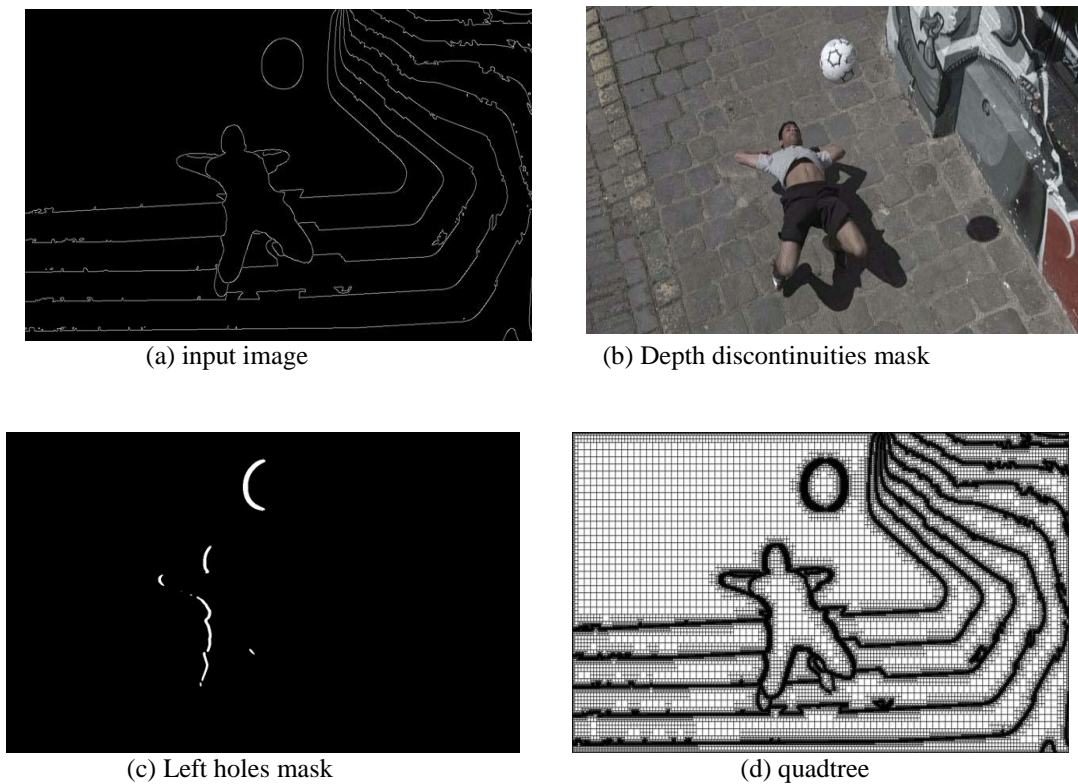 (a) input image
(b) Depth discontinuities mask
(c) Left holes mask
(d) quadtree